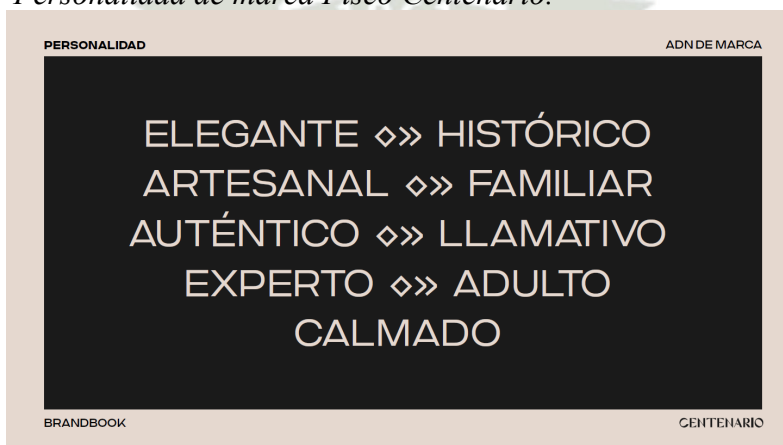 Personalidad de marca Pisco Centenario.
PERSONALIDAD
ADN DE MARCA
ELEGANTE HISTÓRICO
ARTESANAL FAMILIAR
AUTÉNTICO LLAMATIVO
EXPERTO ADULTO
CALMADO
BRANDBOOK
CENTENARIO